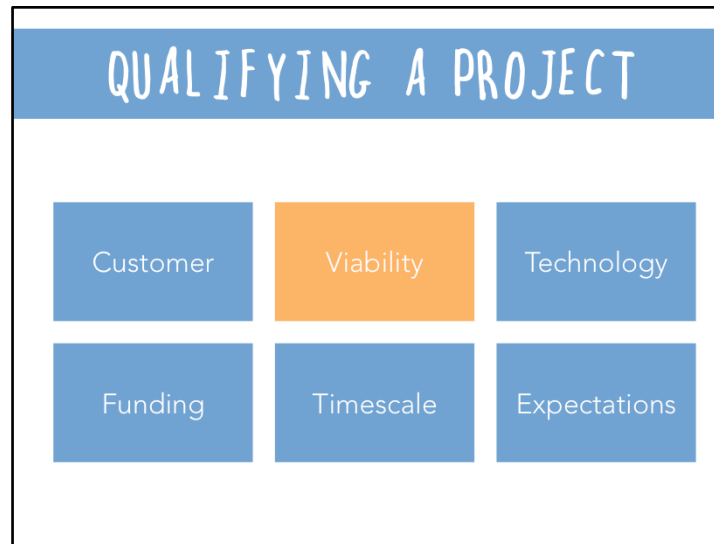 QUALIFYING A PROJECT
Customer
Viability
Technology
Funding
Timescale
Expectations